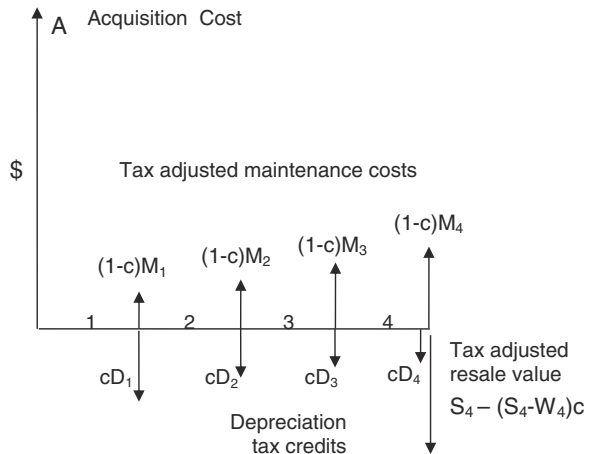 A Acquisition Cost
$
Tax adjusted maintenance costs
(1-c)M₁
(1-c)M₂
(1-c)M₃
(1-c)M₄
1
2
3
4
cD₁
cD₂
cD₃
cD₄
Tax adjusted
resale value
S₄ – (S₄-W₄)c
Depreciation
tax credits